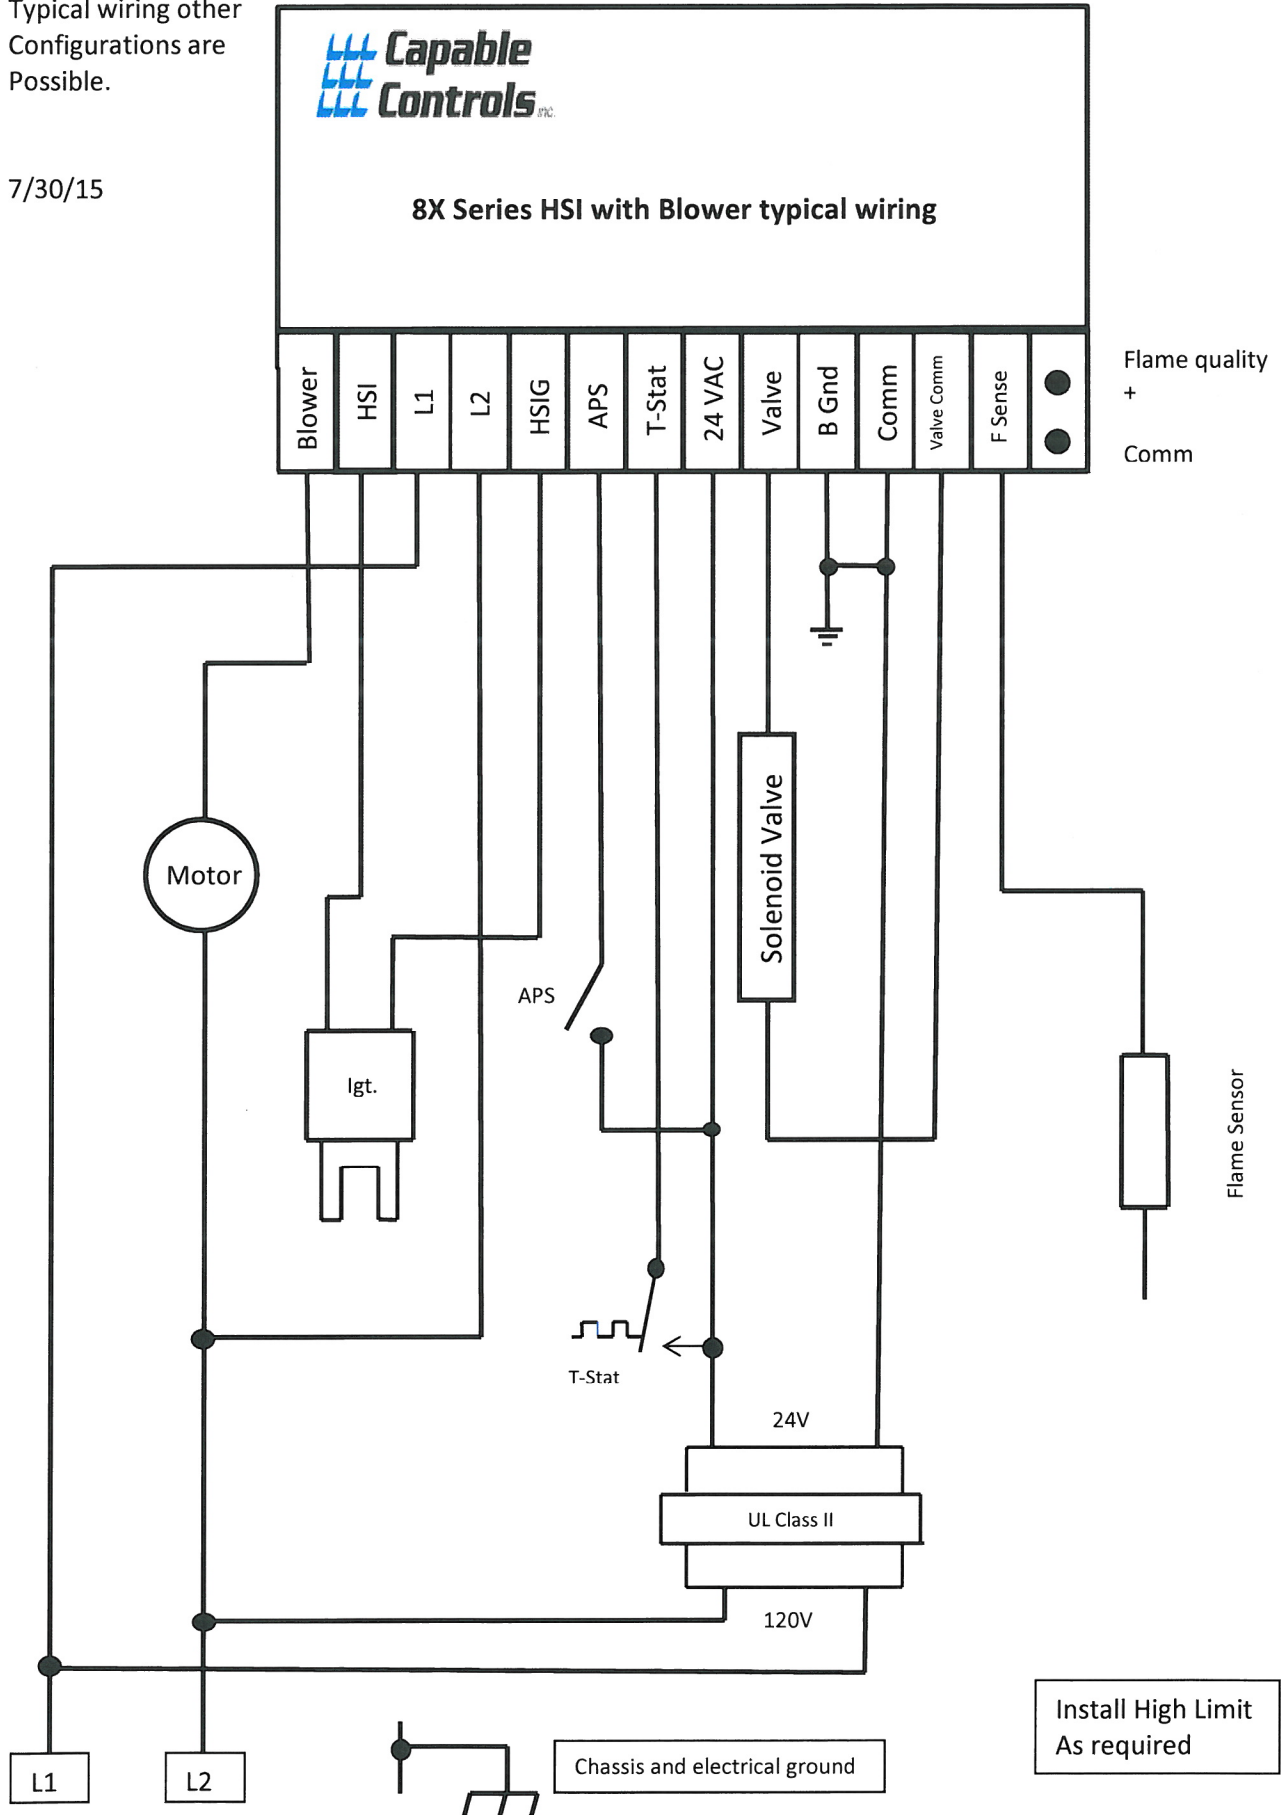 Typical wiring other
Configurations are
Possible.
7/30/15
Capable
Controls inc.
8X Series HSI with Blower typical wiring
Blower
HSI
L1
L2
HSIG
APS
T-Stat
24 VAC
Valve
B Gnd
Comm
Valve Comm
F Sense
Flame quality
+
Comm
Motor
Solenoid Valve
APS
Igt.
Flame Sensor
T-Stat
24V
UL Class II
120V
Install High Limit
As required
Chassis and electrical ground
L1
L2